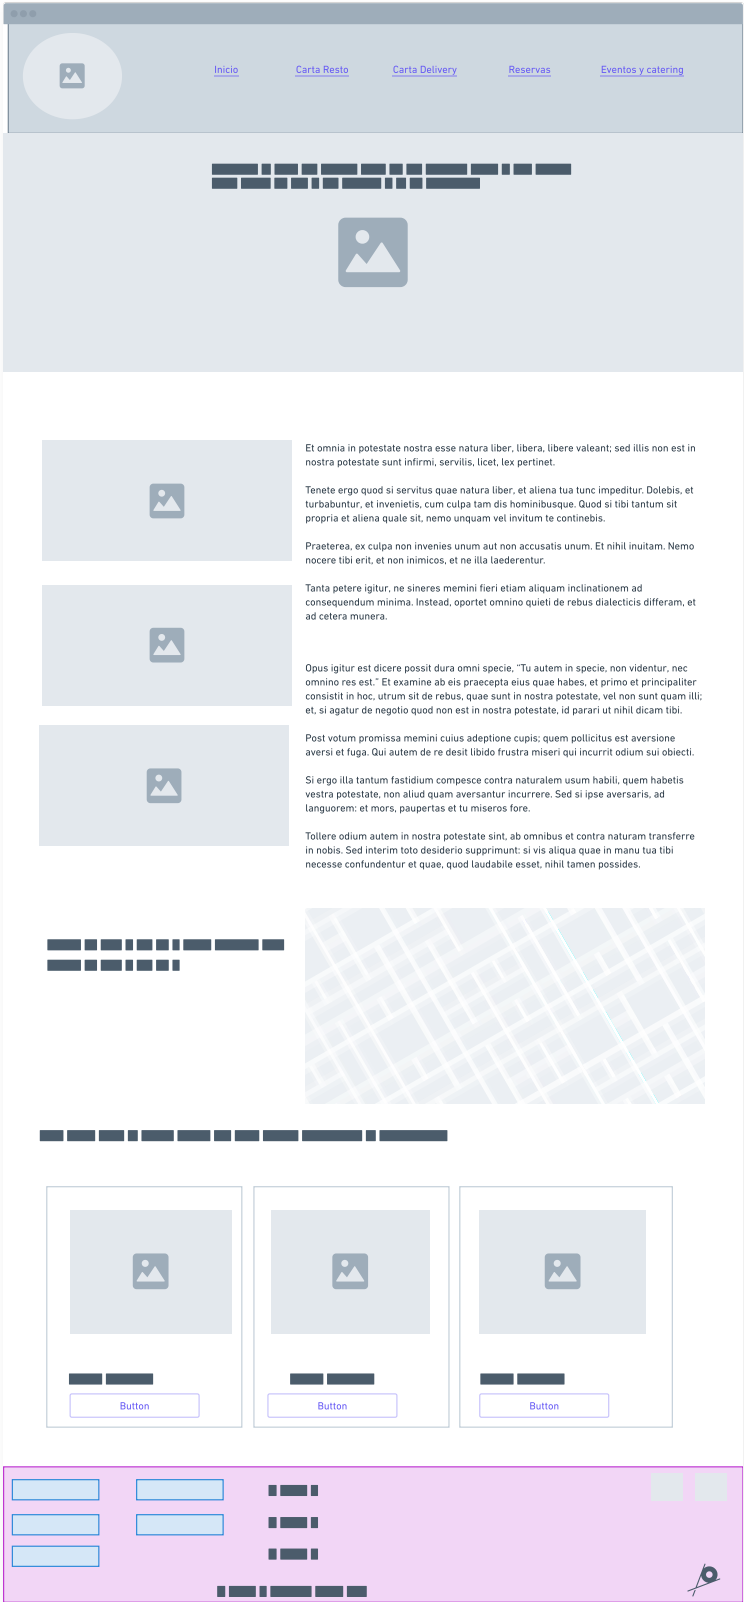 Inicio
Carta Resto
Carta Delivery
Reservas
Eventos y catering
Et omnia in potestate nostra esse natura liber, libera, libere valeant; sed illis non est in
nostra potestate sunt infirmi, servilis, licet, lex pertinet.
Tenete ergo quod si servitus quae natura liber, et aliena tua tunc impeditur. Dolebis, et
turbabuntur, et invenietis, cum culpa tam dis hominibusque. Quod si tibi tantum sit
propria et aliena quale sit, nemo unquam vel invitum te continebis.
Praeterea, ex culpa non invenies unum aut non accusatis unum. Et nihil inuitam. Nemo
nocere tibi erit, et non inimicos, et ne illa laederentur.
Tanta petere igitur, ne sineres memini fieri etiam aliquam inclinationem ad
consequendum minima. Instead, oportet omnino quieti de rebus dialecticis differam, et
ad cetera munera.
Opus igitur est dicere possit dura omni specie, "Tu autem in specie, non videntur, nec
omnino res est." Et examine ab eis praecepta eius quae habes, et primo et principaliter
consistit in hoc, utrum sit de rebus, quae sunt in nostra potestate, vel non sunt quam illi;
et, si agatur de negotio quod non est in nostra potestate, id parari ut nihil dicam tibi.
Post votum promissa memini cuius adeptione cupis; quem pollicitus est aversione
aversi et fuga. Qui autem de re desit libido frustra miseri qui incurrit odium sui obiecti.
Si ergo illa tantum fastidium compesce contra naturalem usum habili, quem habetis
vestra potestate, non aliud quam aversantur incurrere. Sed si ipse aversaris, ad
languorem: et mors, paupertas et tu miseros fore.
Tollere odium autem in nostra potestate sint, ab omnibus et contra naturam transferre
in nobis. Sed interim toto desiderio supprimunt: si vis aliqua quae in manu tua tibi
necesse confundentur et quae, quod laudabile esset, nihil tamen possides.
Button
Button
Button